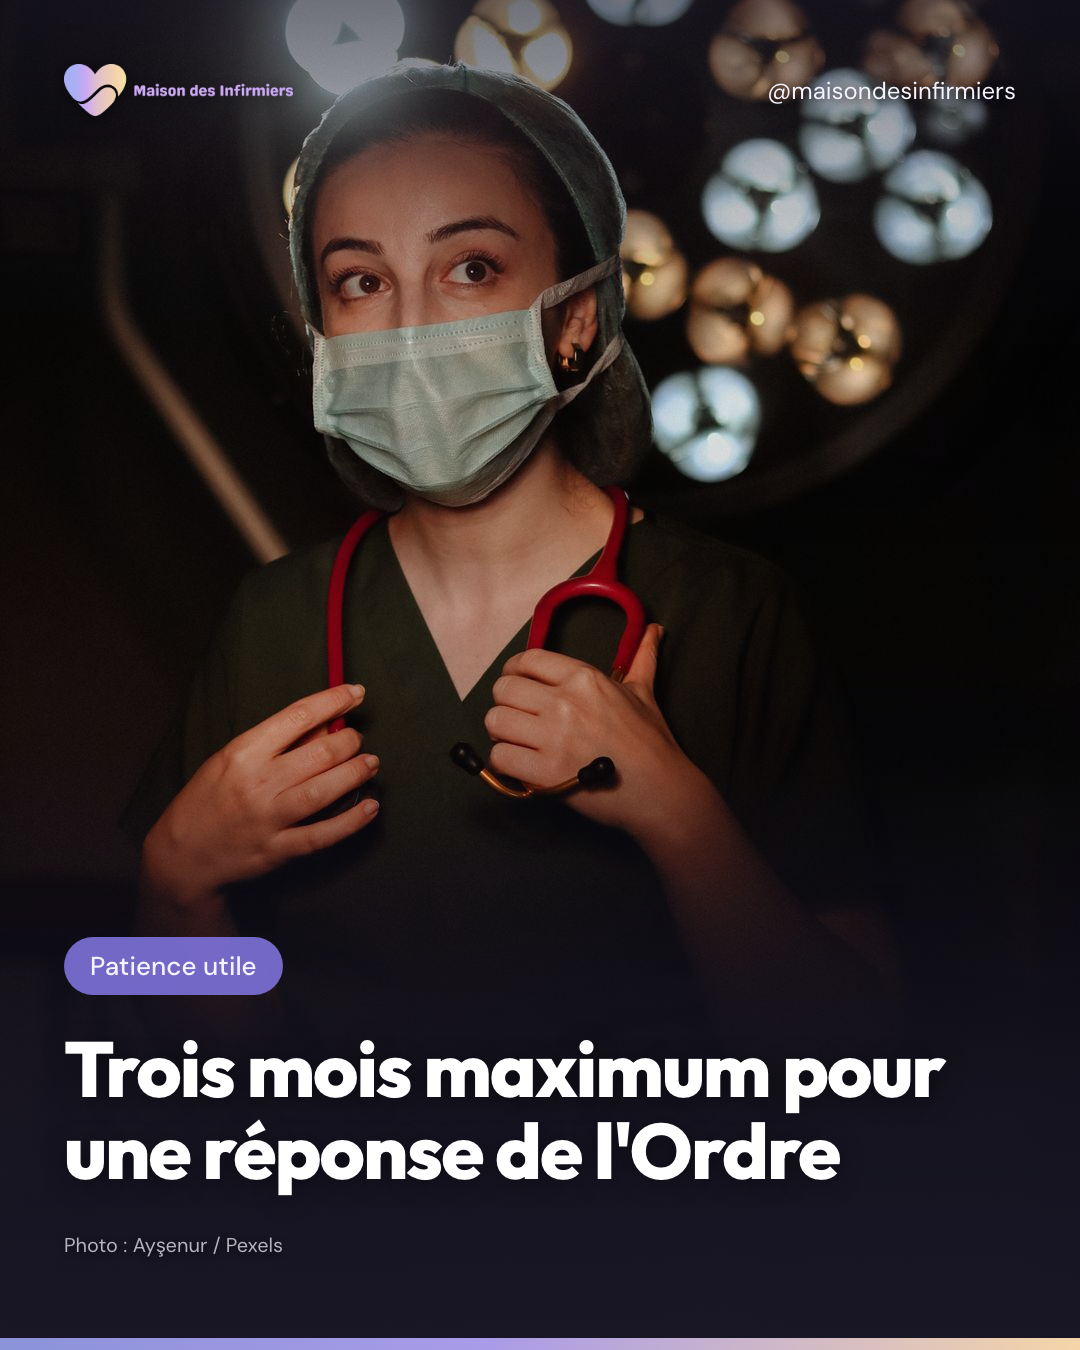 Maison des Infirmiers
@maisondesinfirmiers
Patience utile
Trois mois maximum pour
une réponse de l'Ordre
Photo : Ayşenur / Pexels